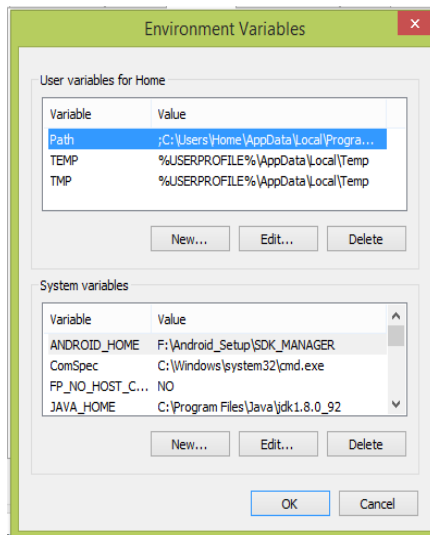 Environment Variables
x
User variables for Home
Variable Value
Path ;C:\Users\Home\AppData\Local\Progra...
TEMP %USERPROFILE%\AppData\Local\Temp
TMP %USERPROFILE%\AppData\Local\Temp
New... Edit... Delete
System variables
Variable Value
ANDROID_HOME F:\Android_Setup\SDK_MANAGER
ComSpec C:\Windows\system32\cmd.exe
FP_NO_HOST_C... NO
JAVA_HOME C:\Program Files\Java\jdk1.8.0_92
New... Edit... Delete
OK Cancel